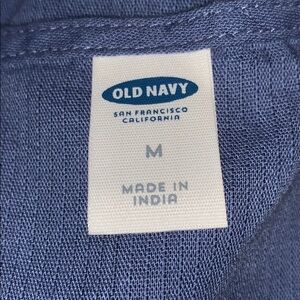 OLD NAVY
SAN FRANCISCO
CALIFORNIA
M
MADE IN
INDIA